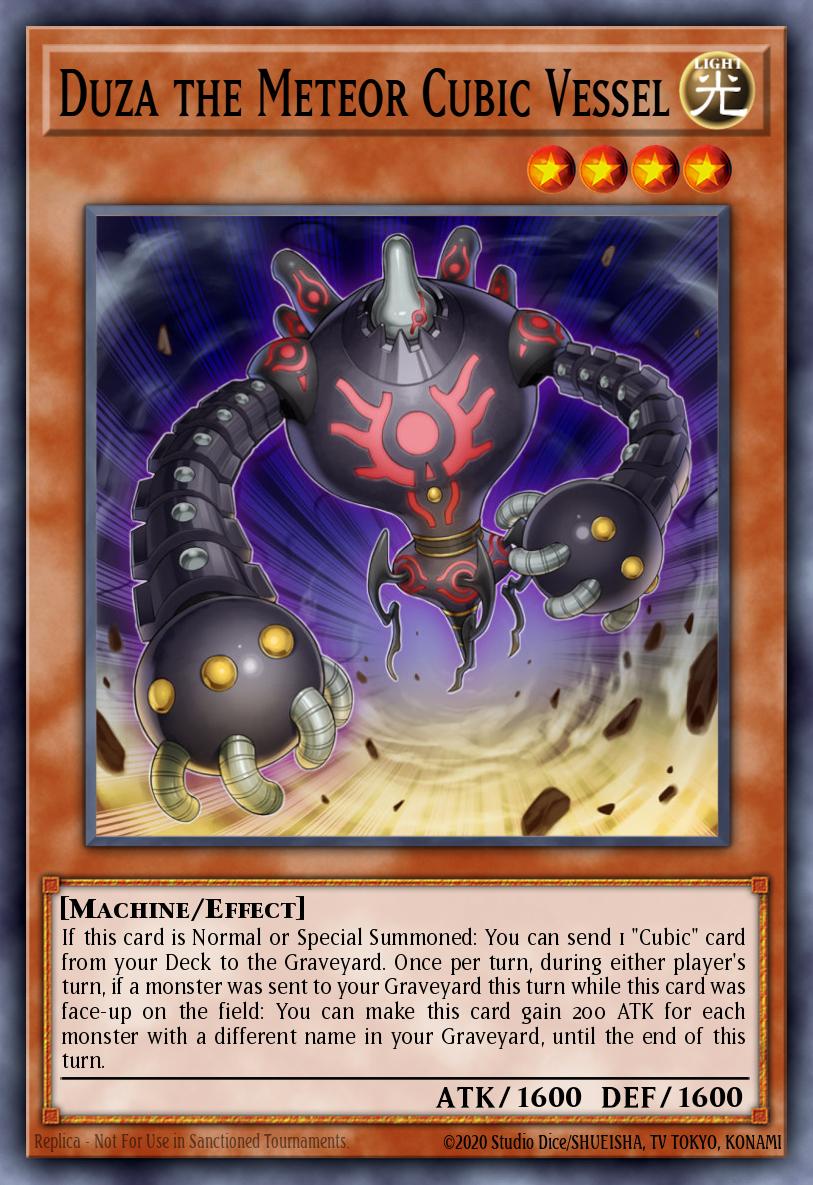 DUZA THE METEOR CUBIC VESSEL
LIGHT
光
[MACHINE/EFFECT]
If this card is Normal or Special Summoned: You can send 1 "Cubic" card
from your Deck to the Graveyard. Once per turn, during either player's
turn, if a monster was sent to your Graveyard this turn while this card was
face-up on the field: You can make this card gain 200 ATK for each
monster with a different name in your Graveyard, until the end of this
turn.
ATK/1600 DEF/1600
Replica - Not For Use in Sanctioned Tournaments.
©2020 Studio Dice/SHUEISHA, TV TOKYO, KONAMI